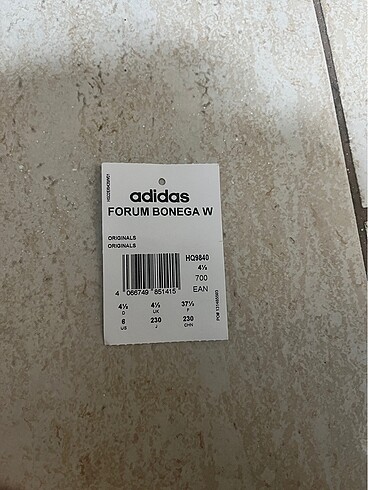 adidas
FORUM BONEGA W
ORIGINALS
ORIGINALS
HQ9840
4½
700
EAN
4 066749 851415
4½ 4½ 37⅓
D UK F
6 230 230
US J CHN